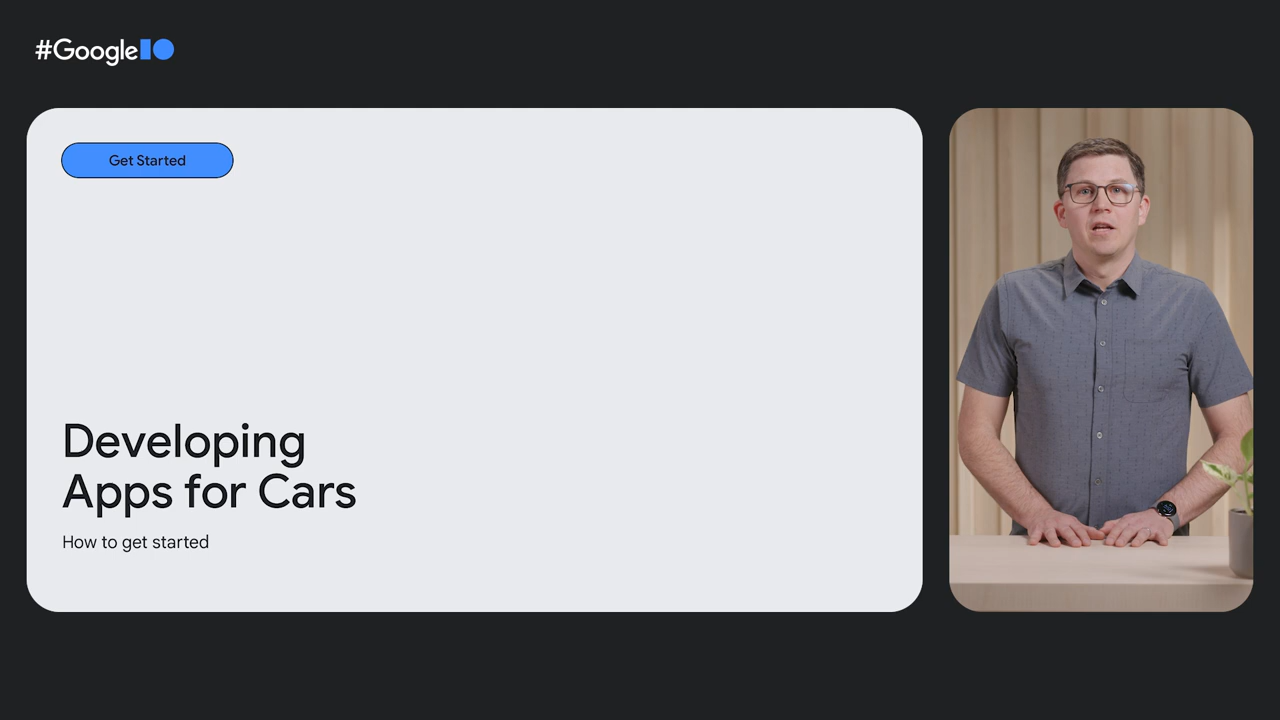 #GoogleIO
Get Started
Developing
Apps for Cars
How to get started